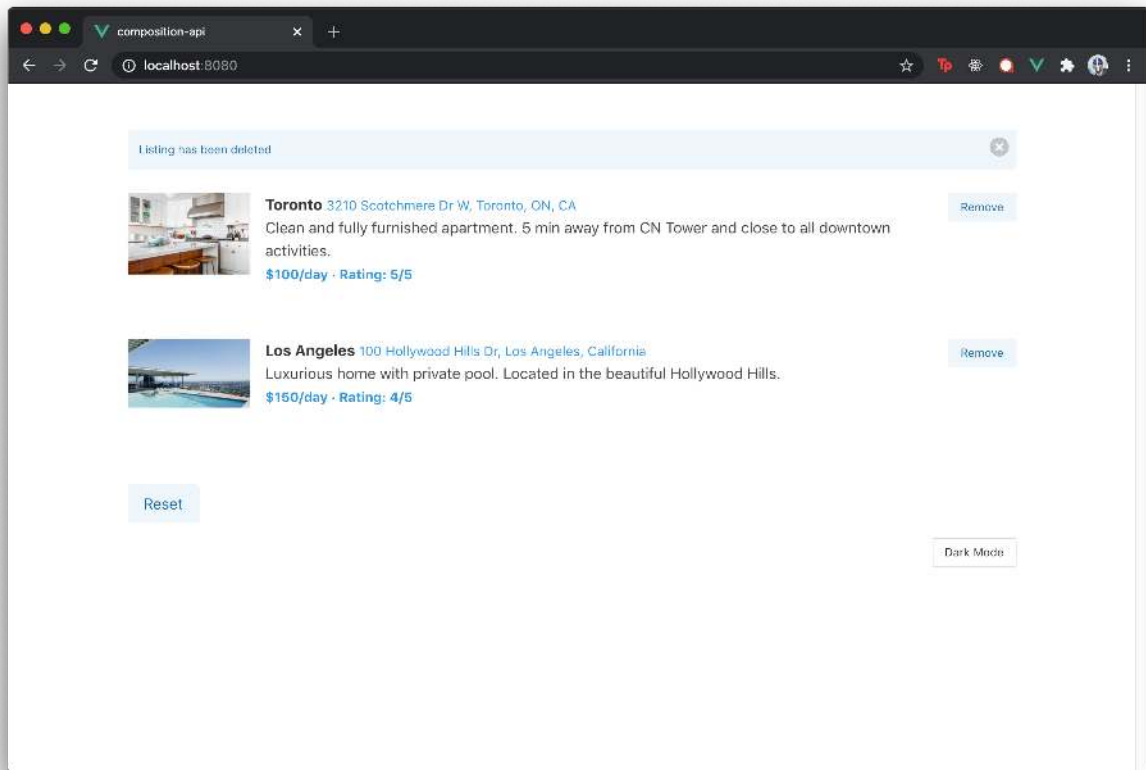 composition-api
localhost:8080
Tp
Listing has been deleted
Toronto 3210 Scotchmere Dr W, Toronto, ON, CA
Remove
Clean and fully furnished apartment. 5 min away from CN Tower and close to all downtown
activities.
$100/day · Rating: 5/5
Los Angeles 100 Hollywood Hills Dr, Los Angeles, California
Remove
Luxurious home with private pool. Located in the beautiful Hollywood Hills.
$150/day · Rating: 4/5
Reset
Dark Mode